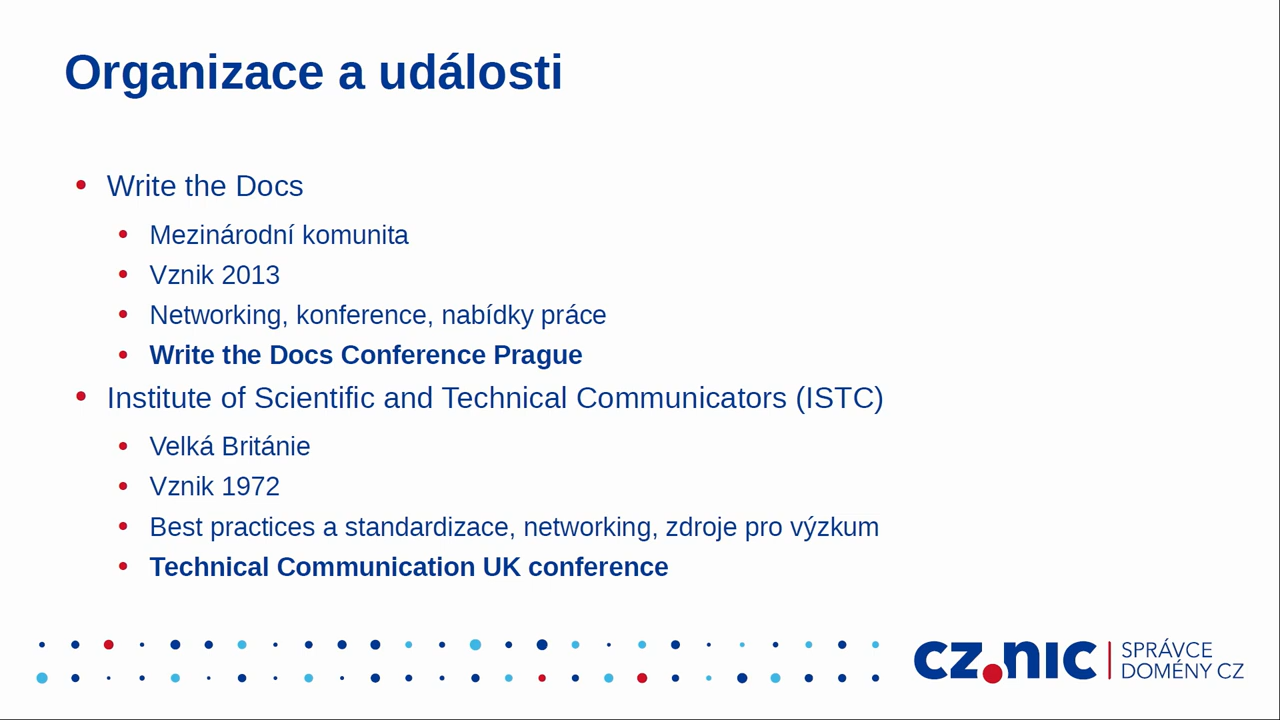 Organizace a události
Write the Docs
Mezinárodní komunita
Vznik 2013
Networking, konference, nabídky práce
Write the Docs Conference Prague
Institute of Scientific and Technical Communicators (ISTC)
Velká Británie
Vznik 1972
Best practices a standardizace, networking, zdroje pro výzkum
Technical Communication UK conference
CZ.NIC
SPRÁVCE
DOMÉNY CZ